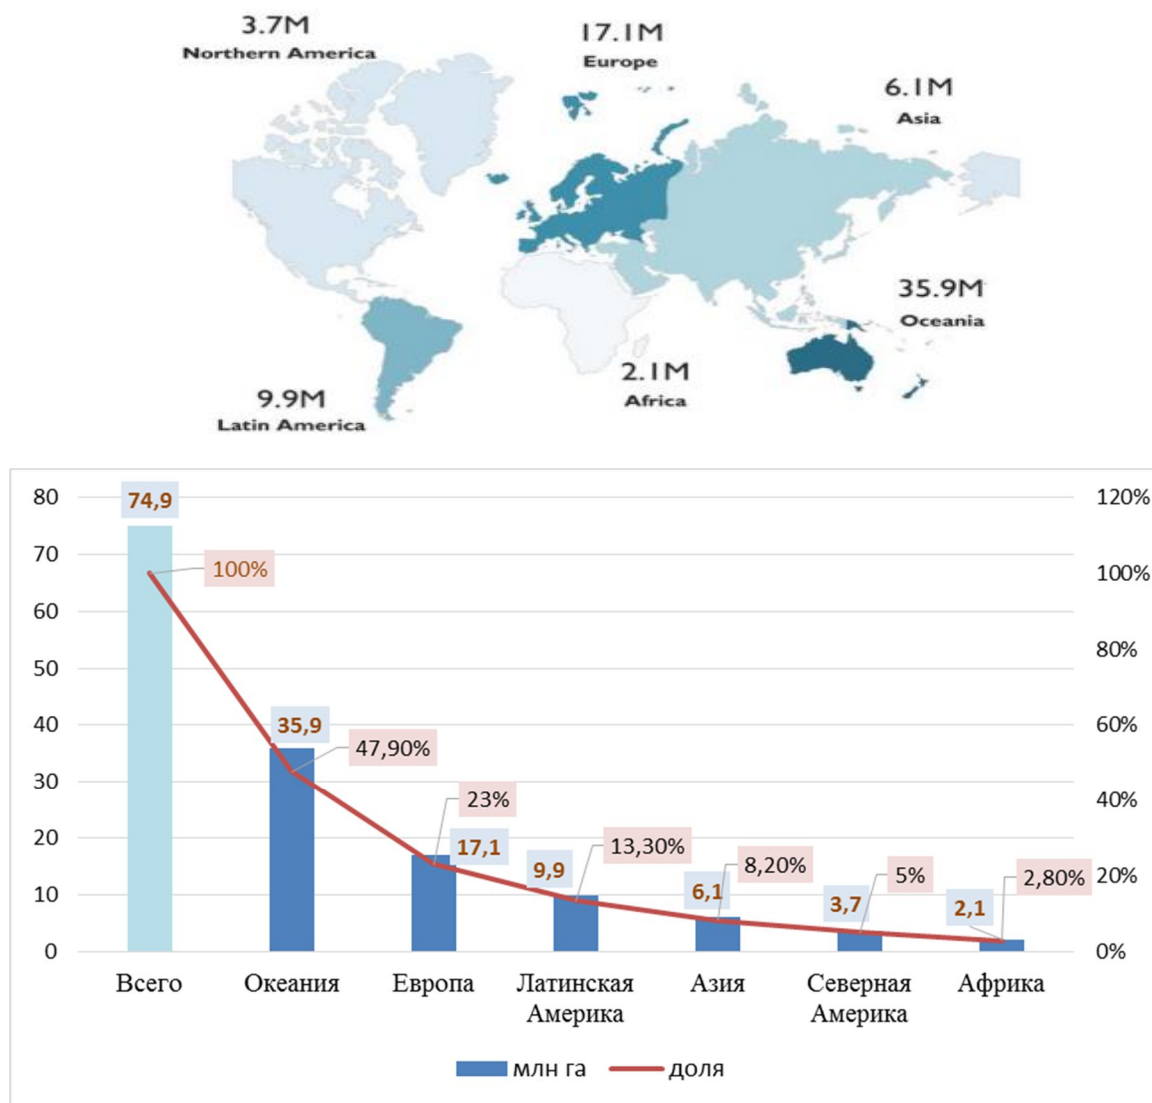 3.7M
Northern America
17.1M
Europe
6.1M
Asia
35.9M
Oceania
2.1M
Africa
9.9M
Latin America
80
70
60
50
40
30
20
10
0
120%
100%
80%
60%
40%
20%
0%
74,9
100%
35,9
47,90%
23%
17,1
13,30%
9,9
8,20%
6,1
5%
3,7
2,80%
2,1
Всего
Океания
Европа
Латинская
Америка
Азия
Северная
Америка
Африка
млн га
доля